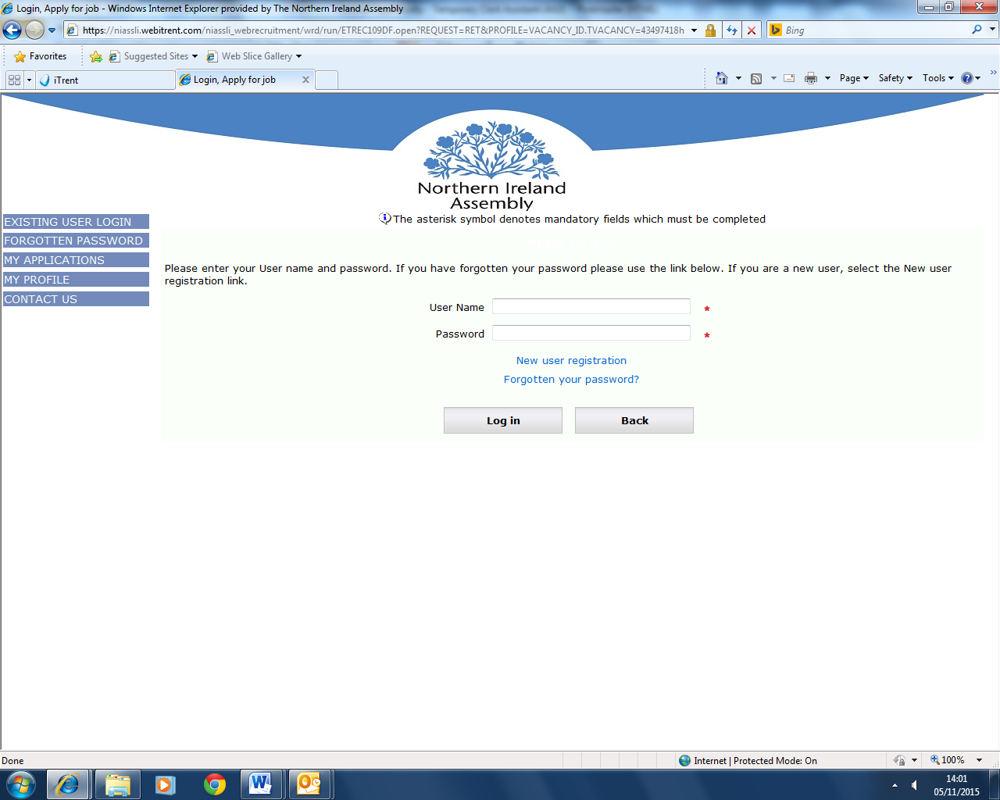 Login, Apply for job - Windows Internet Explorer provided by The Northern Ireland Assembly
https://niassli.webitrent.com/niassli_webrecruitment/wrd/run/ETREC109DF.open?REQUEST=RET&PROFILE=VACANCY_ID.TVACANCY=43497418h
Bing
Favorites
Suggested Sites
Web Slice Gallery
iTrent
Login, Apply for job
Page
Safety
Tools
Northern Ireland
Assembly
The asterisk symbol denotes mandatory fields which must be completed
EXISTING USER LOGIN
FORGOTTEN PASSWORD
MY APPLICATIONS
MY PROFILE
CONTACT US
Please enter your User name and password. If you have forgotten your password please use the link below. If you are a new user, select the New user
registration link.
User Name *
Password *
New user registration
Forgotten your password?
Log in
Back
Done
Internet | Protected Mode: On
100%
14:01
05/11/2015